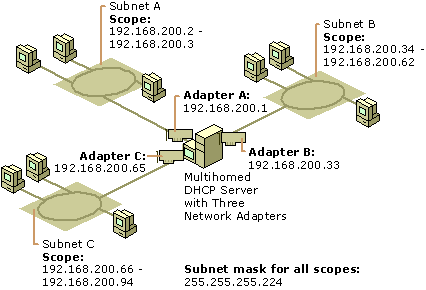 Subnet A
Scope:
192.168.200.2 -
192.168.200.3
Subnet B
Scope:
192.168.200.34 -
192.168.200.62
Adapter A:
192.168.200.1
Adapter C:
192.168.200.65
Adapter B:
192.168.200.33
Multihomed
DHCP Server
with Three
Network Adapters
Subnet C
Scope:
192.168.200.66 -
192.168.200.94
Subnet mask for all scopes:
255.255.255.224